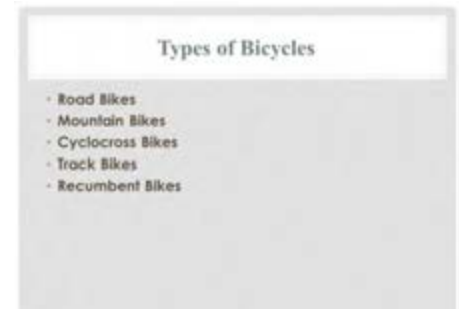 Types of Bicycles
• Road Bikes
• Mountain Bikes
• Cyclocross Bikes
• Track Bikes
• Recumbent Bikes